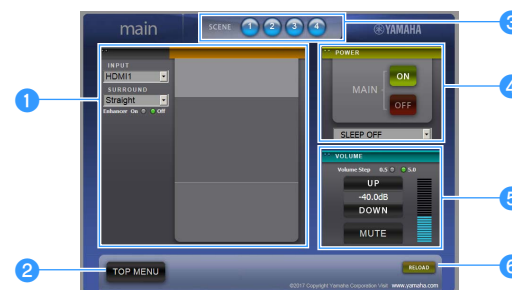 main
SCENE 1 2 3 4
YAMAHA
3
INPUT
HDMI1
SURROUND
Straight
Enhancer On Off
1
POWER
MAIN
ON
OFF
SLEEP OFF
4
VOLUME
Volume Step 0.5 5.0
UP
-40.0dB
DOWN
MUTE
5
2
TOP MENU
RELOAD
6
©2017 Copyright Yamaha Corporation Visit www.yamaha.com